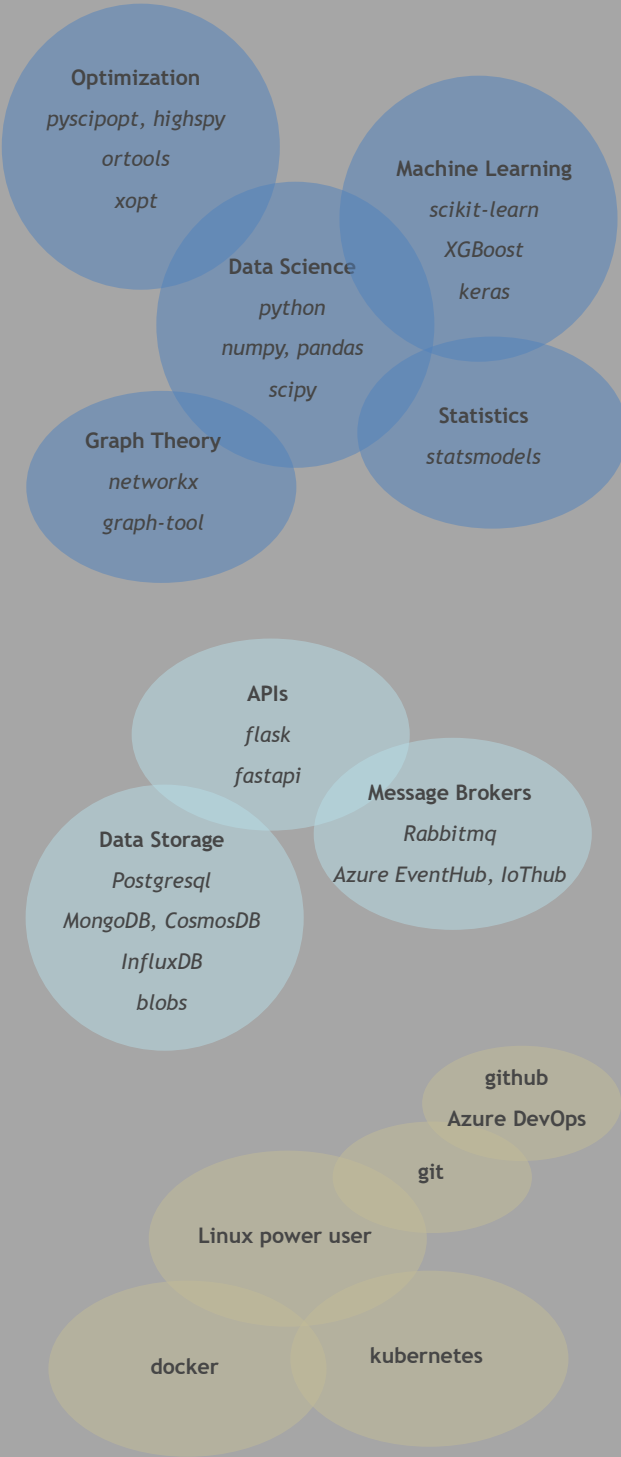 Optimization
pyscipopt, highspy
ortools
xopt
Machine Learning
scikit-learn
XGBoost
keras
Data Science
python
numpy, pandas
scipy
Statistics
statsmodels
Graph Theory
networkx
graph-tool
APIs
flask
fastapi
Message Brokers
Rabbitmq
Azure EventHub, IoThub
Data Storage
Postgresql
MongoDB, CosmosDB
InfluxDB
blobs
github
Azure DevOps
git
Linux power user
docker
kubernetes